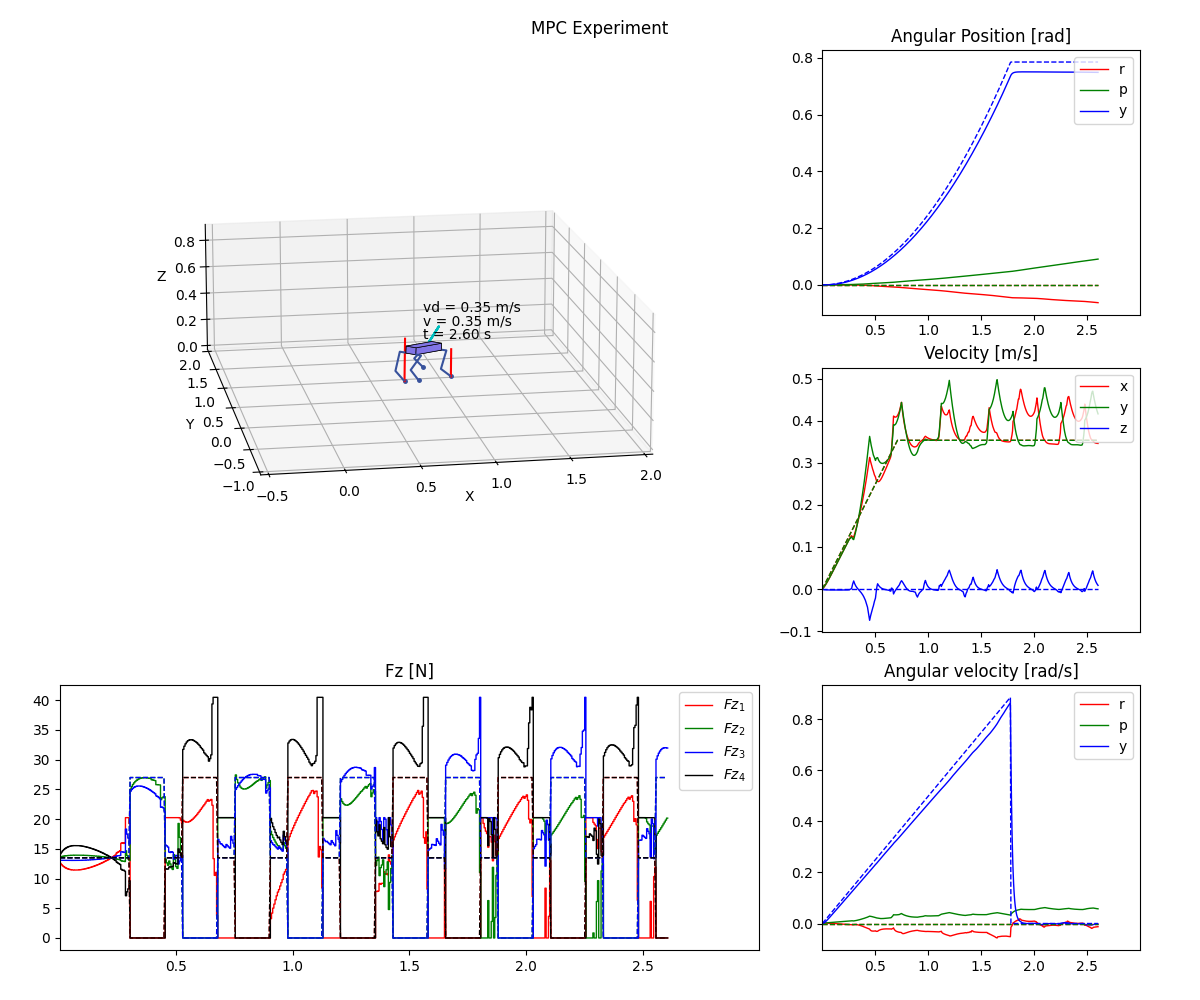 MPC Experiment
0.8
0.6
0.4
0.2
0.0
Z
2.0
1.5
1.0
0.5
0.0
−0.5
−1.0
Y
−0.5
0.0
0.5
1.0
1.5
2.0
X
vd = 0.35 m/s
v = 0.35 m/s
t = 2.60 s
Angular Position [rad]
0.8
0.6
0.4
0.2
0.0
0.5 1.0 1.5 2.0 2.5
r
p
y
Velocity [m/s]
0.5
0.4
0.3
0.2
0.1
0.0
−0.1
0.5 1.0 1.5 2.0 2.5
x
y
z
Fz [N]
40
35
30
25
20
15
10
5
0
0.5 1.0 1.5 2.0 2.5
Fz1
Fz2
Fz3
Fz4
Angular velocity [rad/s]
0.8
0.6
0.4
0.2
0.0
0.5 1.0 1.5 2.0 2.5
r
p
y